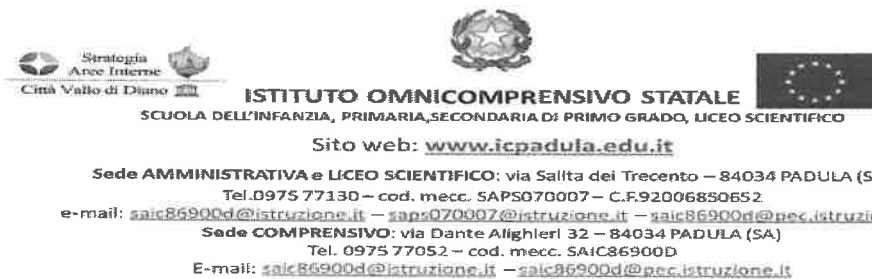 Strategia
Aree Interne
Città Vallo di Diano
ISTITUTO OMNICOMPRENSIVO STATALE
SCUOLA DELL'INFANZIA, PRIMARIA,SECONDARIA DI PRIMO GRADO, LICEO SCIENTIFICO
Sito web: www.icpadula.edu.it
Sede AMMINISTRATIVA e LICEO SCIENTIFICO: via Salita dei Trecento – 84034 PADULA (S
Tel.0975 77130 – cod. mecc. SAPS070007 – C.F.92006850652
e-mail: saic86900d@istruzione.it – saps070007@istruzione.it – saic86900d@pec.istruzi
Sede COMPRENSIVO: via Dante Alighieri 32 – 84034 PADULA (SA)
Tel. 0975 77052 – cod. mecc. SAIC86900D
E-mail: saic86900d@istruzione.it – saic86900d@pec.istruzione.it